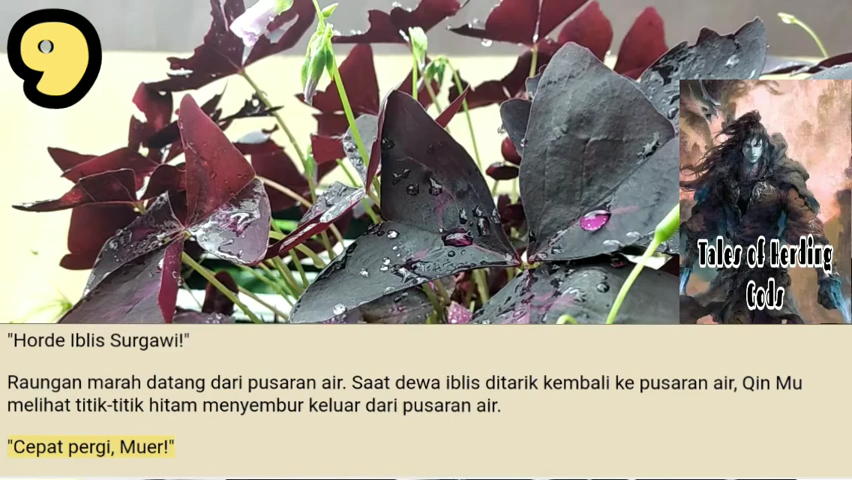 9
Tales of Herding
Gods
"Horde Iblis Surgawi!"
Raungan marah datang dari pusaran air. Saat dewa iblis ditarik kembali ke pusaran air, Qin Mu
melihat titik-titik hitam menyembur keluar dari pusaran air.
"Cepat pergi, Muer!"